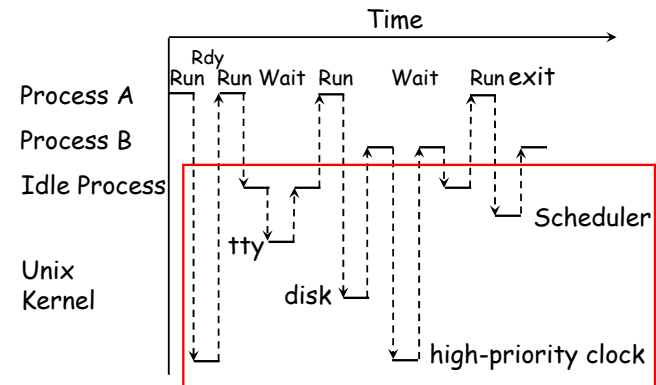 Time
Rdy
Run Run Wait Run Wait Run exit
Process A
Process B
Idle Process
Scheduler
tty
Unix
Kernel
disk
high-priority clock